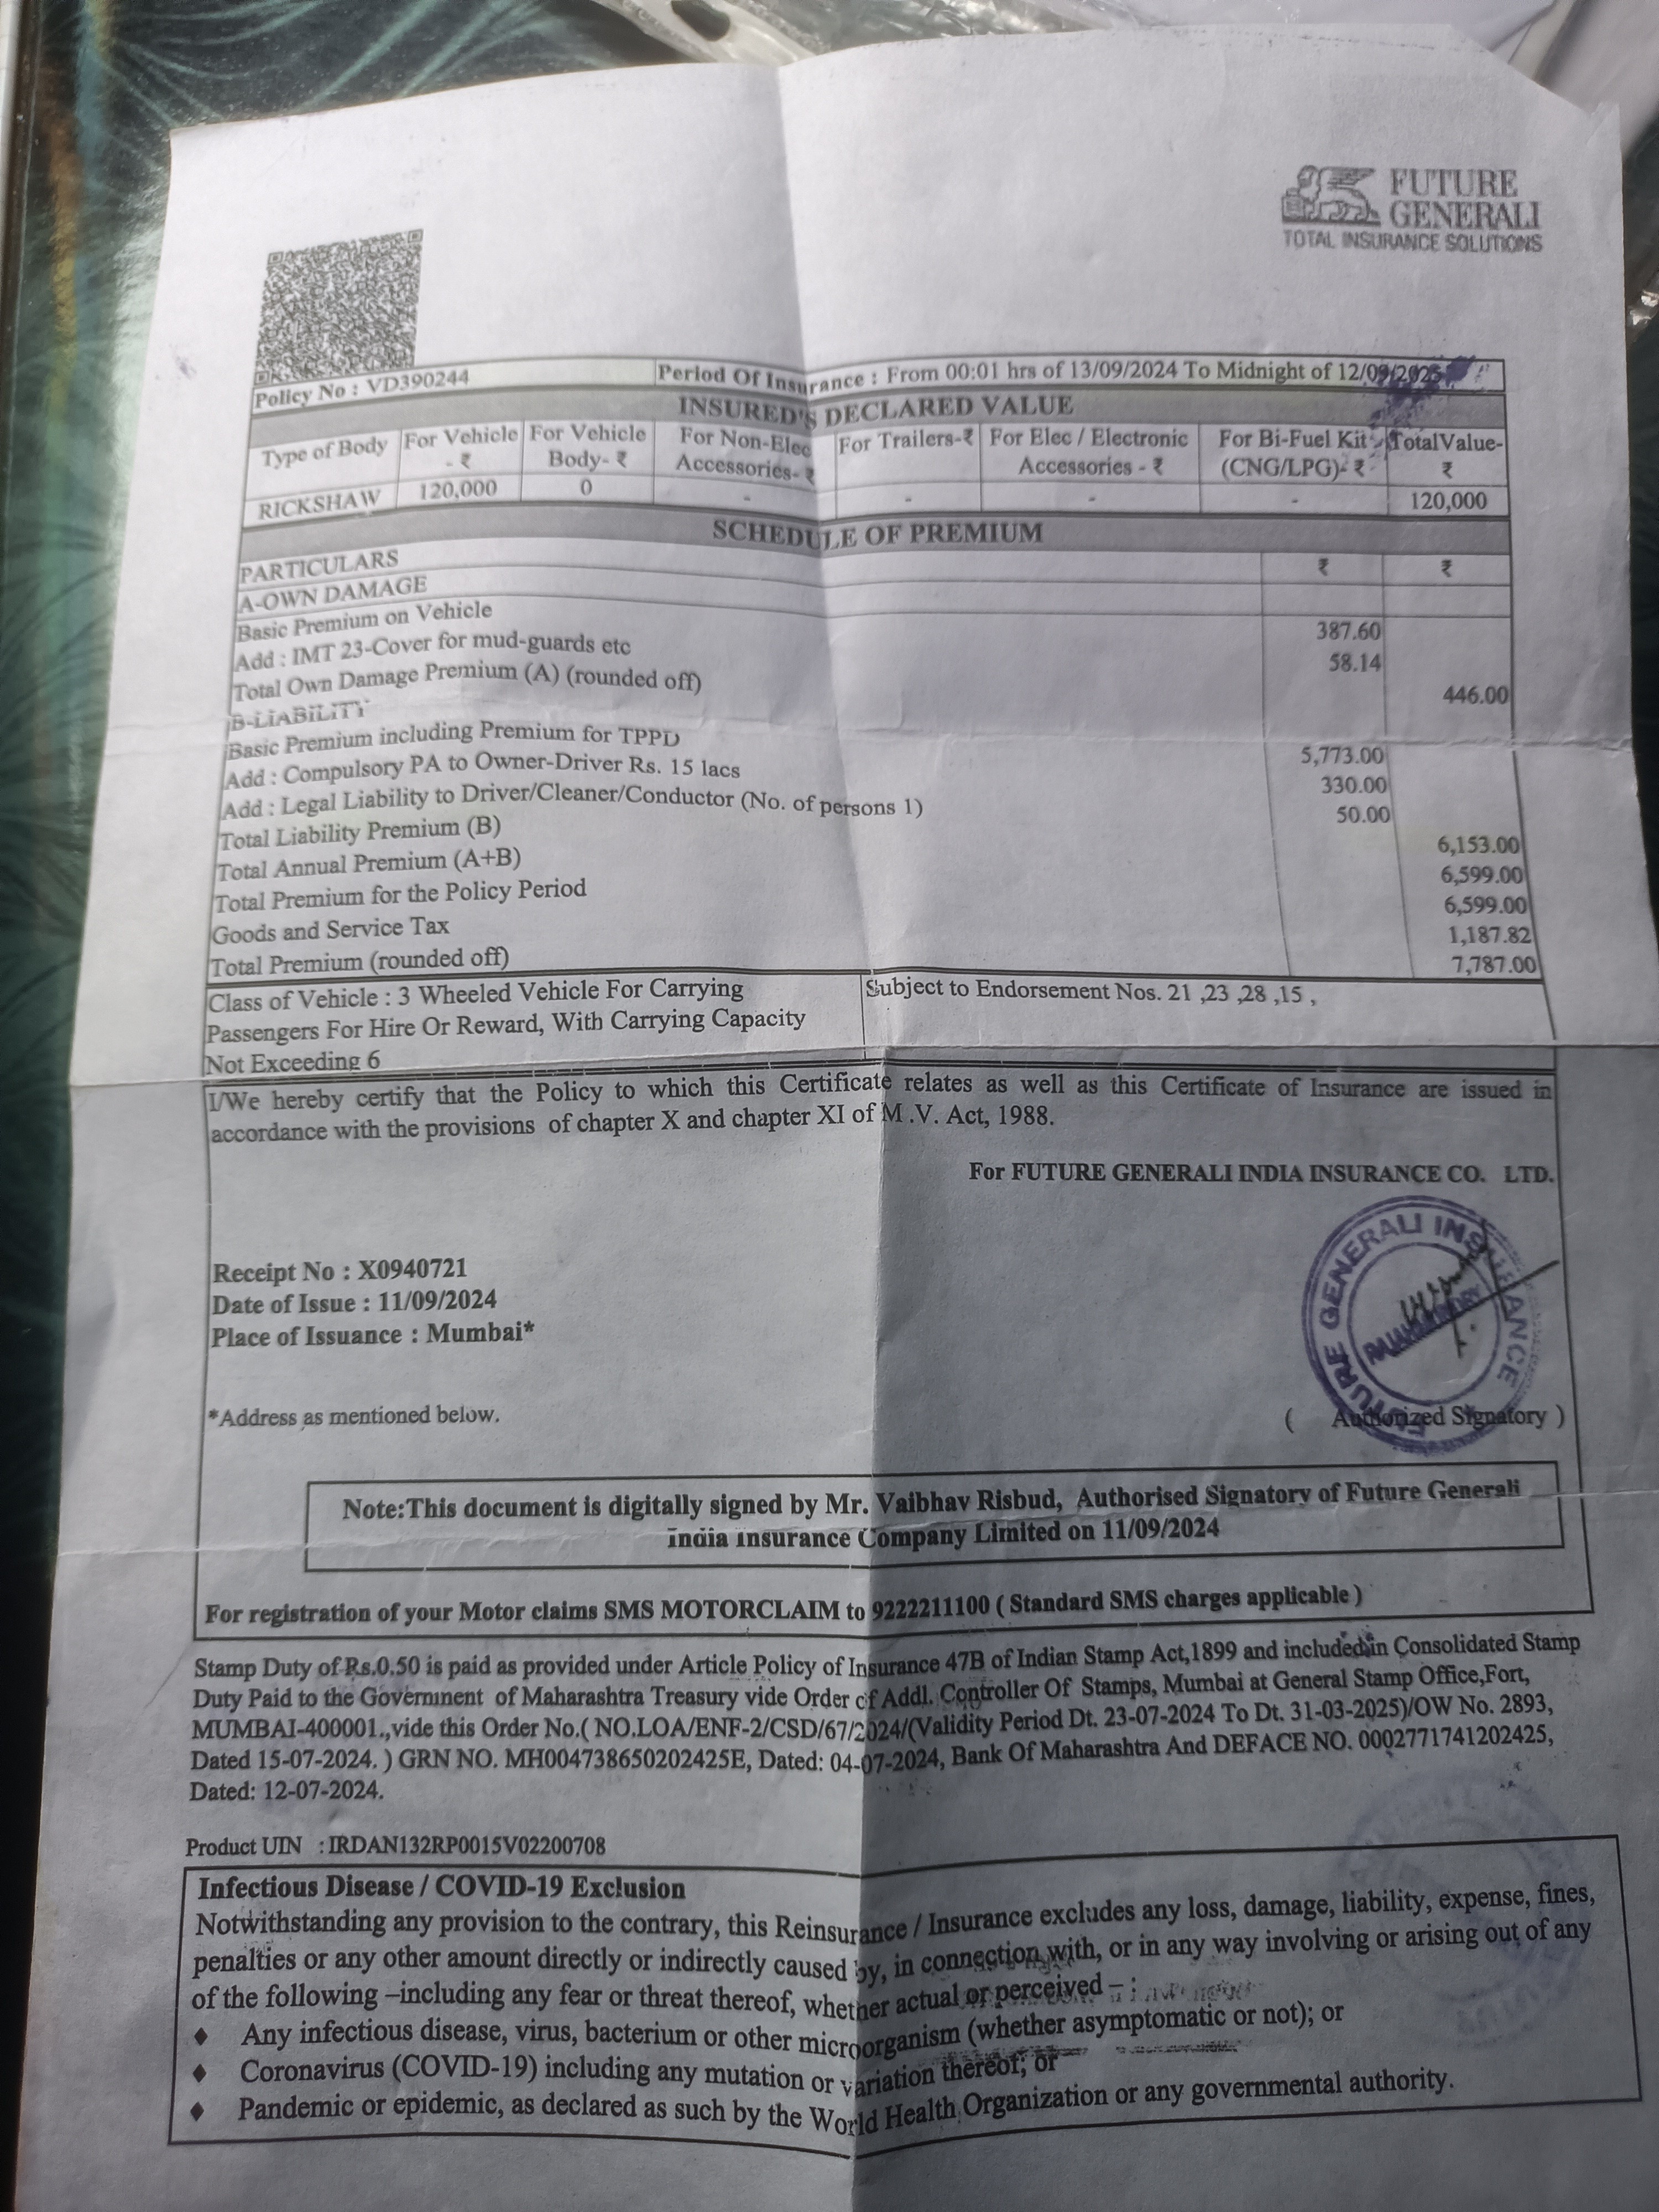 FUTURE
GENERALI
TOTAL INSURANCE SOLUTIONS
Policy No : VD390244
Period Of Insurance : From 00:01 hrs of 13/09/2024 To Midnight of 12/09/2025
INSURED'S DECLARED VALUE
Type of Body
For Vehicle - ₹
For Vehicle Body- ₹
For Non-Elec Accessories- ₹
For Trailers-₹
For Elec / Electronic Accessories - ₹
For Bi-Fuel Kit (CNG/LPG)- ₹
TotalValue- ₹
RICKSHAW 120,000 0 - - - - 120,000
SCHEDULE OF PREMIUM
PARTICULARS ₹ ₹
A-OWN DAMAGE
Basic Premium on Vehicle 387.60
Add : IMT 23-Cover for mud-guards etc 58.14
Total Own Damage Premium (A) (rounded off) 446.00
B-LIABILITY
Basic Premium including Premium for TPPD 5,773.00
Add : Compulsory PA to Owner-Driver Rs. 15 lacs 330.00
Add : Legal Liability to Driver/Cleaner/Conductor (No. of persons 1) 50.00
Total Liability Premium (B) 6,153.00
Total Annual Premium (A+B) 6,599.00
Total Premium for the Policy Period 6,599.00
Goods and Service Tax 1,187.82
Total Premium (rounded off) 7,787.00
Class of Vehicle : 3 Wheeled Vehicle For Carrying
Passengers For Hire Or Reward, With Carrying Capacity
Not Exceeding 6
Subject to Endorsement Nos. 21 ,23 ,28 ,15 ,
I/We hereby certify that the Policy to which this Certificate relates as well as this Certificate of Insurance are issued in
accordance with the provisions of chapter X and chapter XI of M .V. Act, 1988.
For FUTURE GENERALI INDIA INSURANCE CO. LTD.
FUTURE GENERALI INSURANCE
RAJAHMUNDRY
Receipt No : X0940721
Date of Issue : 11/09/2024
Place of Issuance : Mumbai*
*Address as mentioned below.
( Authorized Signatory )
Note:This document is digitally signed by Mr. Vaibhav Risbud, Authorised Signatory of Future Generali
India Insurance Company Limited on 11/09/2024
For registration of your Motor claims SMS MOTORCLAIM to 9222211100 ( Standard SMS charges applicable )
Stamp Duty of Rs.0.50 is paid as provided under Article Policy of Insurance 47B of Indian Stamp Act,1899 and included in Consolidated Stamp
Duty Paid to the Government of Maharashtra Treasury vide Order of Addl. Controller Of Stamps, Mumbai at General Stamp Office,Fort,
MUMBAI-400001.,vide this Order No.( NO.LOA/ENF-2/CSD/67/2024/(Validity Period Dt. 23-07-2024 To Dt. 31-03-2025)/OW No. 2893,
Dated 15-07-2024. ) GRN NO. MH004738650202425E, Dated: 04-07-2024, Bank Of Maharashtra And DEFACE NO. 0002771741202425,
Dated: 12-07-2024.
Product UIN : IRDAN132RP0015V02200708
Infectious Disease / COVID-19 Exclusion
Notwithstanding any provision to the contrary, this Reinsurance / Insurance excludes any loss, damage, liability, expense, fines,
penalties or any other amount directly or indirectly caused by, in connection with, or in any way involving or arising out of any
of the following –including any fear or threat thereof, whether actual or perceived – :
♦ Any infectious disease, virus, bacterium or other microorganism (whether asymptomatic or not); or
♦ Coronavirus (COVID-19) including any mutation or variation thereof; or
♦ Pandemic or epidemic, as declared as such by the World Health Organization or any governmental authority.